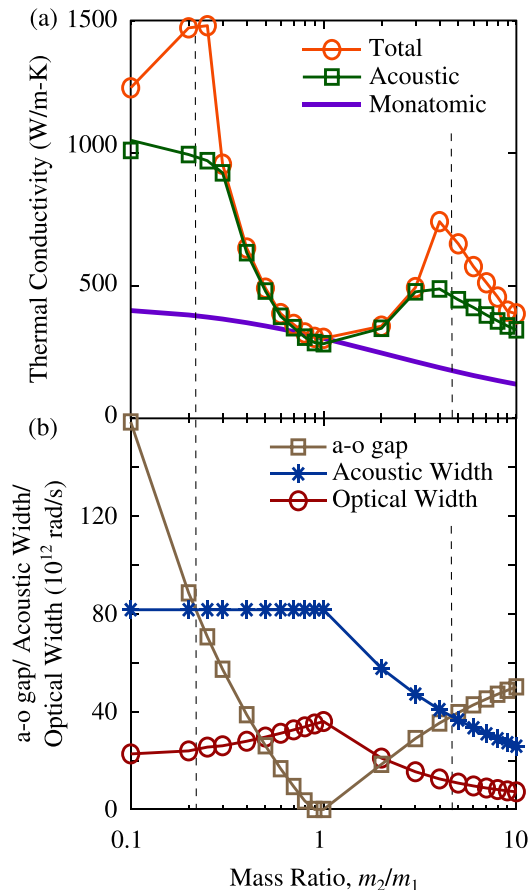 (a)
1500
1000
500
0
Thermal Conductivity (W/m-K)
Total
Acoustic
Monatomic
(b)
120
80
40
0
a-o gap/ Acoustic Width/
Optical Width (10¹² rad/s)
a-o gap
Acoustic Width
Optical Width
0.1
1
10
Mass Ratio, m₂/m₁